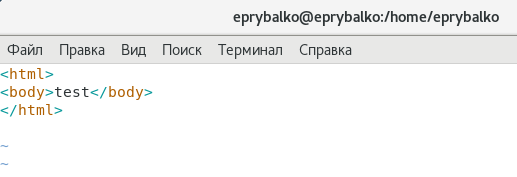 eprybalko@eprybalko:/home/eprybalko
Файл Правка Вид Поиск Терминал Справка
<html>
<body>test</body>
</html>
~
~